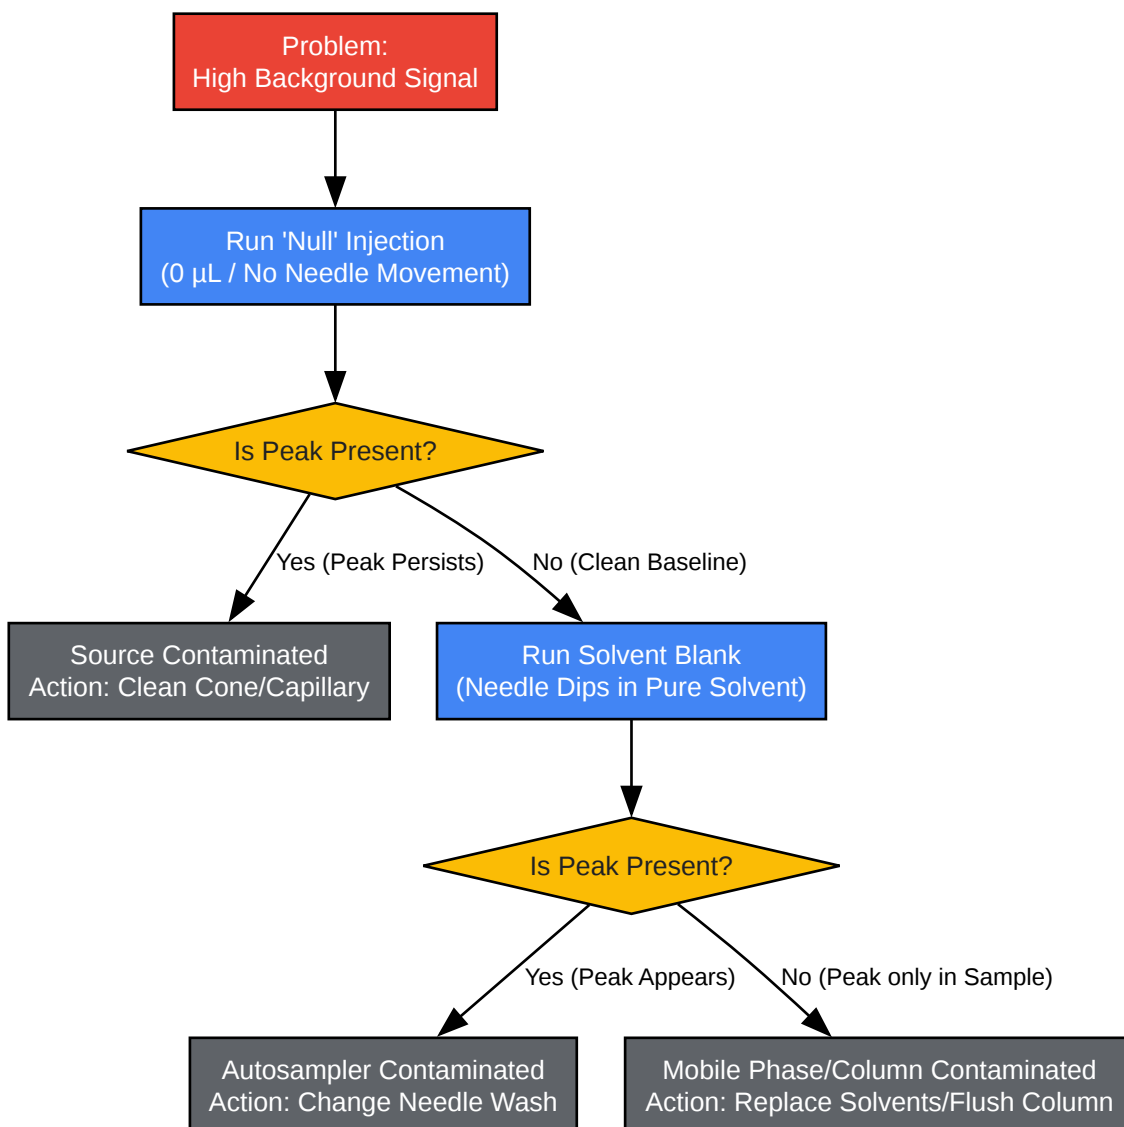 Problem:
High Background Signal
Run 'Null' Injection
(0 µL / No Needle Movement)
Is Peak Present?
Yes (Peak Persists)
No (Clean Baseline)
Source Contaminated
Action: Clean Cone/Capillary
Run Solvent Blank
(Needle Dips in Pure Solvent)
Is Peak Present?
Yes (Peak Appears)
No (Peak only in Sample)
Autosampler Contaminated
Action: Change Needle Wash
Mobile Phase/Column Contaminated
Action: Replace Solvents/Flush Column